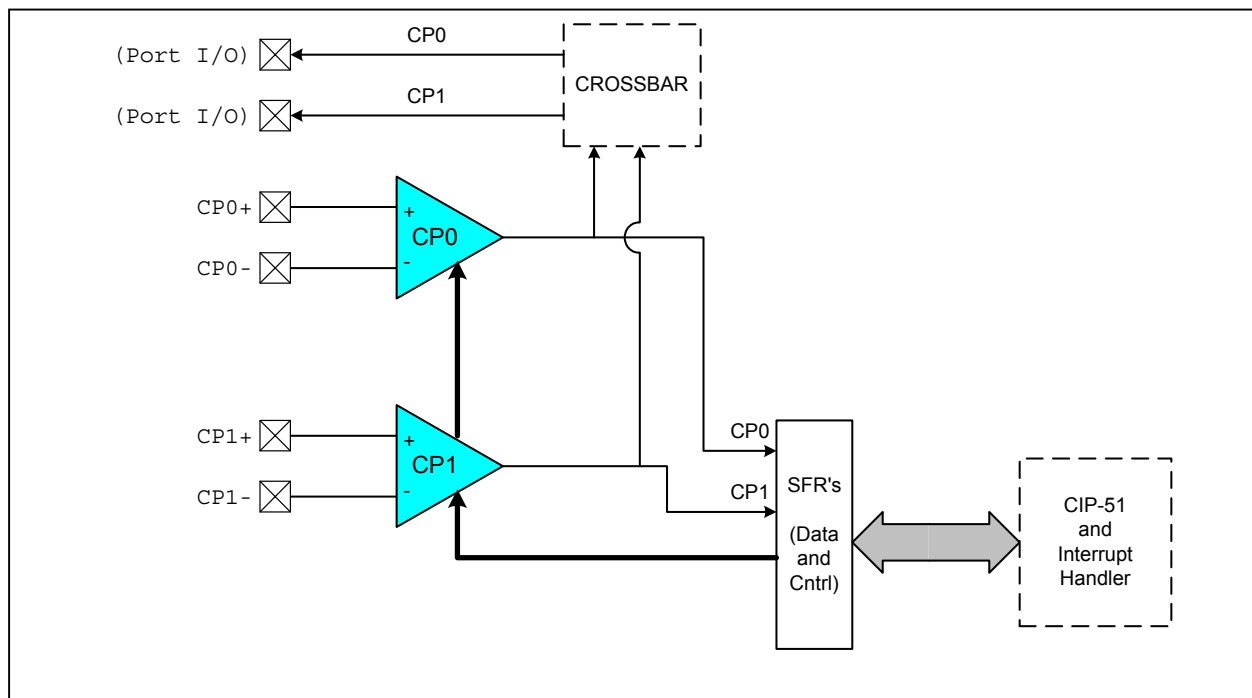 CP0
(Port I/O)
CROSSBAR
CP1
(Port I/O)
CP0+
+
CP0
-
CP0-
CP1+
+
CP1
-
CP1-
CP0
CP1
SFR's
(Data
and
Cntrl)
CIP-51
and
Interrupt
Handler